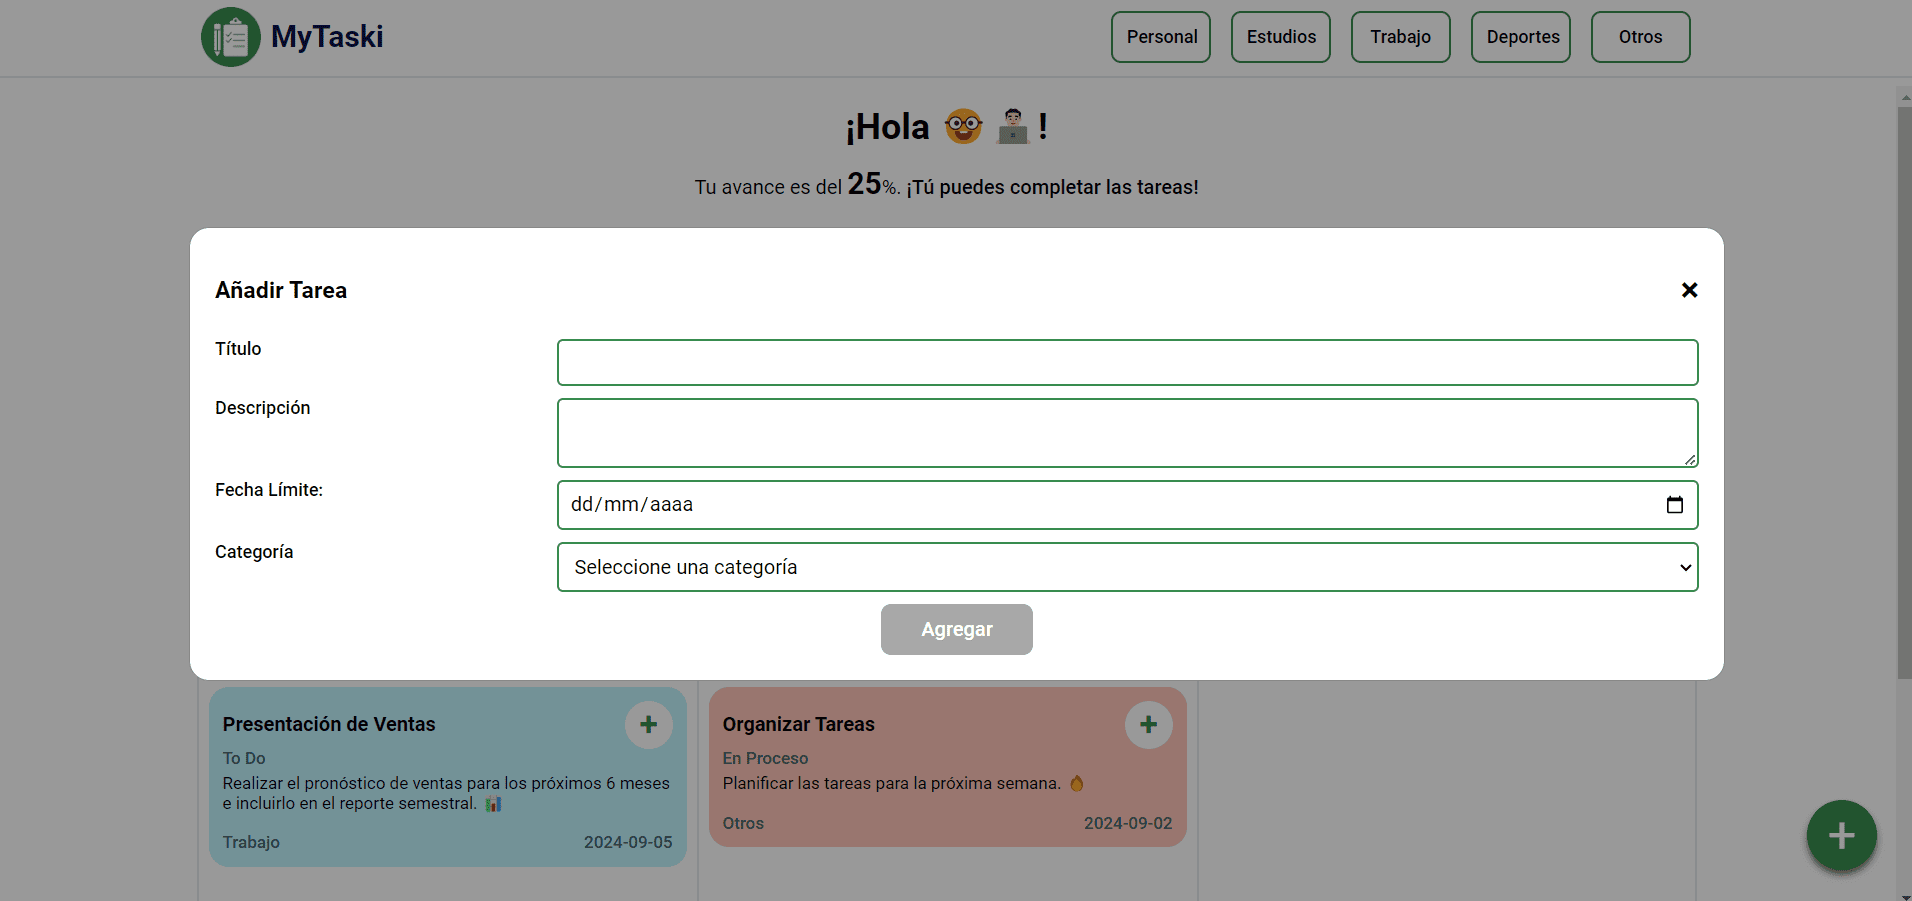 MyTaski
Personal
Estudios
Trabajo
Deportes
Otros
¡Hola 🤓 👨🏻‍💻 !
Tu avance es del 25%. ¡Tú puedes completar las tareas!
Añadir Tarea
Título
Descripción
Fecha Límite:
dd/mm/aaaa
Categoría
Seleccione una categoría
Agregar
Presentación de Ventas
To Do
Realizar el pronóstico de ventas para los próximos 6 meses
e incluirlo en el reporte semestral. 💹
Trabajo
2024-09-05
Organizar Tareas
En Proceso
Planificar las tareas para la próxima semana. 🔥
Otros
2024-09-02